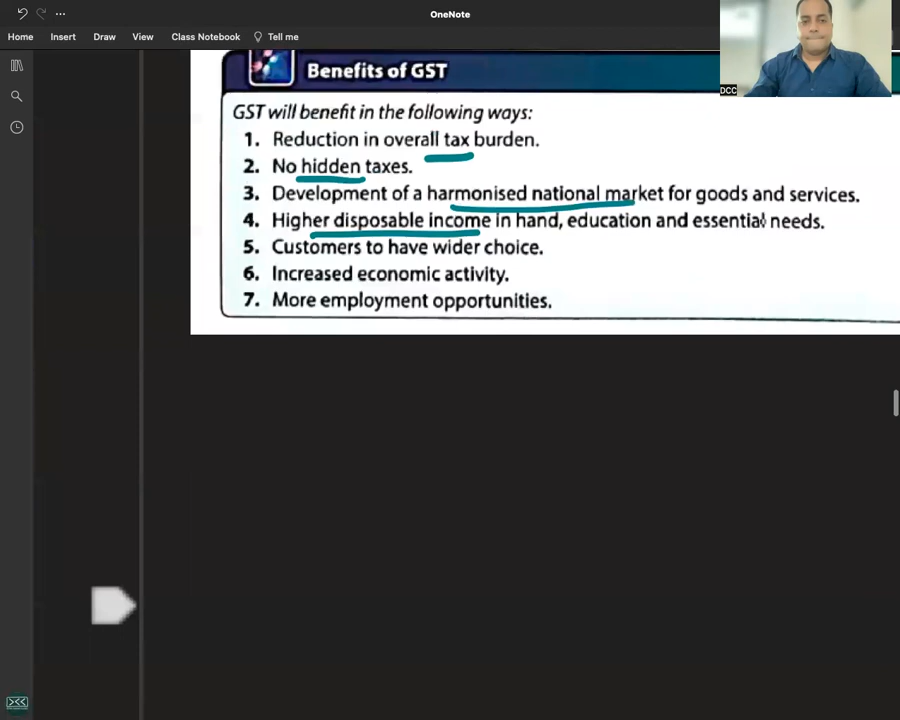 OneNote
Home Insert Draw View Class Notebook Tell me
DCC
Benefits of GST
GST will benefit in the following ways:
1. Reduction in overall tax burden.
2. No hidden taxes.
3. Development of a harmonised national market for goods and services.
4. Higher disposable income in hand, education and essential needs.
5. Customers to have wider choice.
6. Increased economic activity.
7. More employment opportunities.